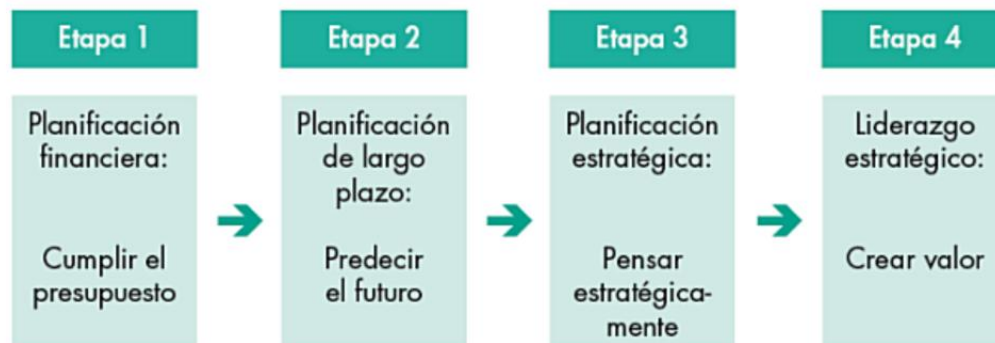 Etapa 1
Planificación
financiera:
Cumplir el
presupuesto
Etapa 2
Planificación
de largo
plazo:
Predecir
el futuro
Etapa 3
Planificación
estratégica:
Pensar
estratégica-
mente
Etapa 4
Liderazgo
estratégico:
Crear valor